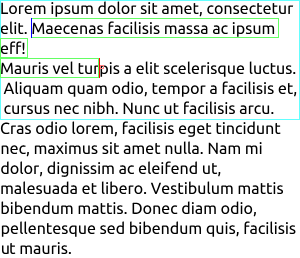 Lorem ipsum dolor sit amet, consectetur
elit. Maecenas facilisis massa ac ipsum
eff!
Mauris vel turpis a elit scelerisque luctus.
Aliquam quam odio, tempor a facilisis et,
cursus nec nibh. Nunc ut facilisis arcu.
Cras odio lorem, facilisis eget tincidunt
nec, maximus sit amet nulla. Nam mi
dolor, dignissim ac eleifend ut,
malesuada et libero. Vestibulum mattis
bibendum mattis. Donec diam odio,
pellentesque sed bibendum quis, facilisis
ut mauris.